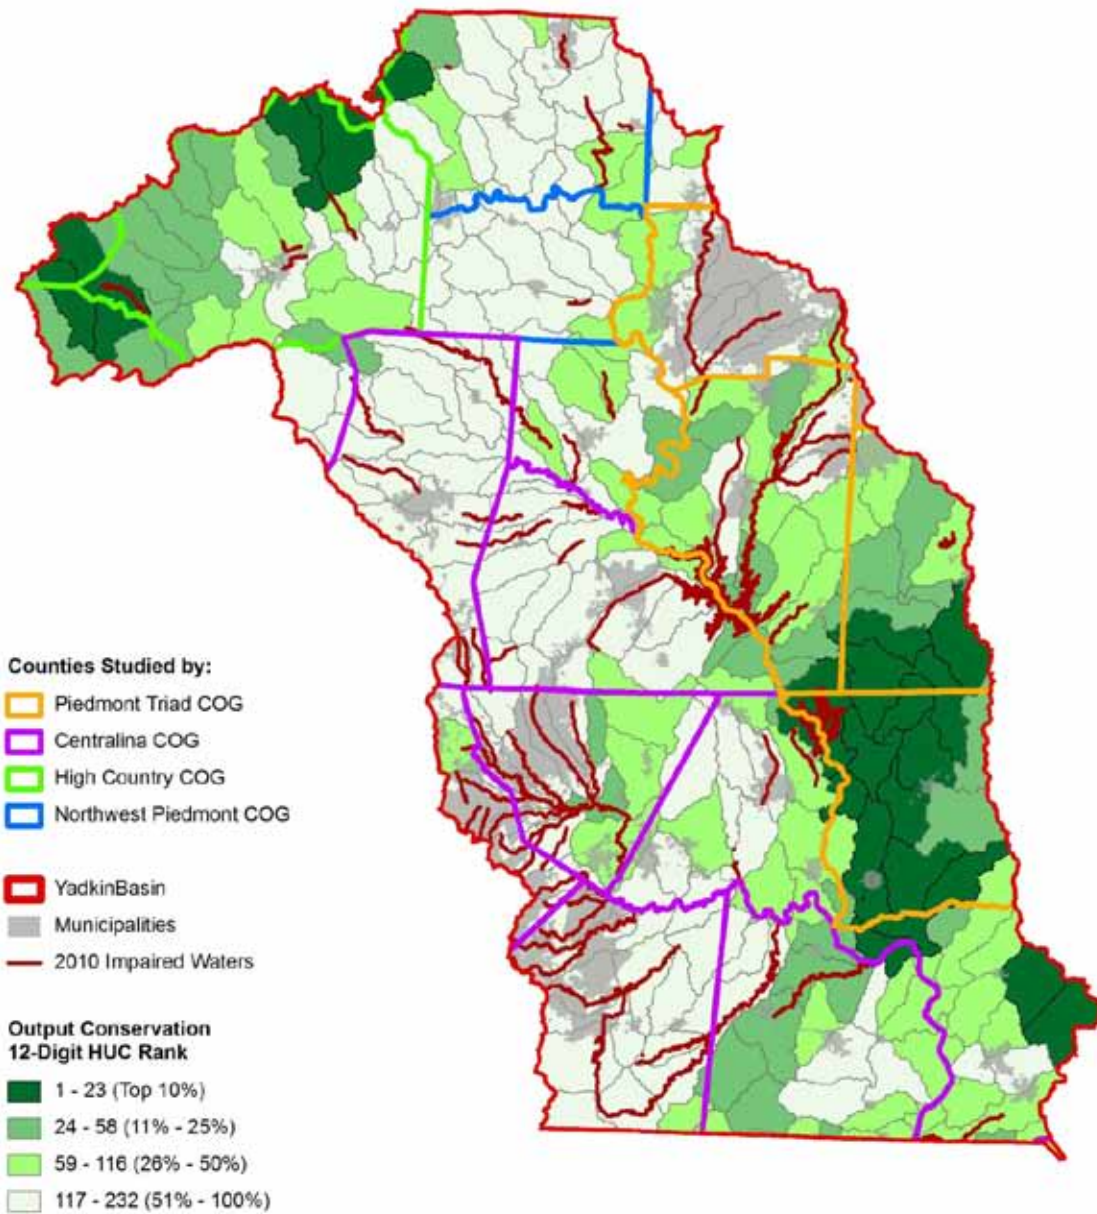 Counties Studied by:
Piedmont Triad COG
Centralina COG
High Country COG
Northwest Piedmont COG
YadkinBasin
Municipalities
2010 Impaired Waters
Output Conservation
12-Digit HUC Rank
1 - 23 (Top 10%)
24 - 58 (11% - 25%)
59 - 116 (26% - 50%)
117 - 232 (51% - 100%)